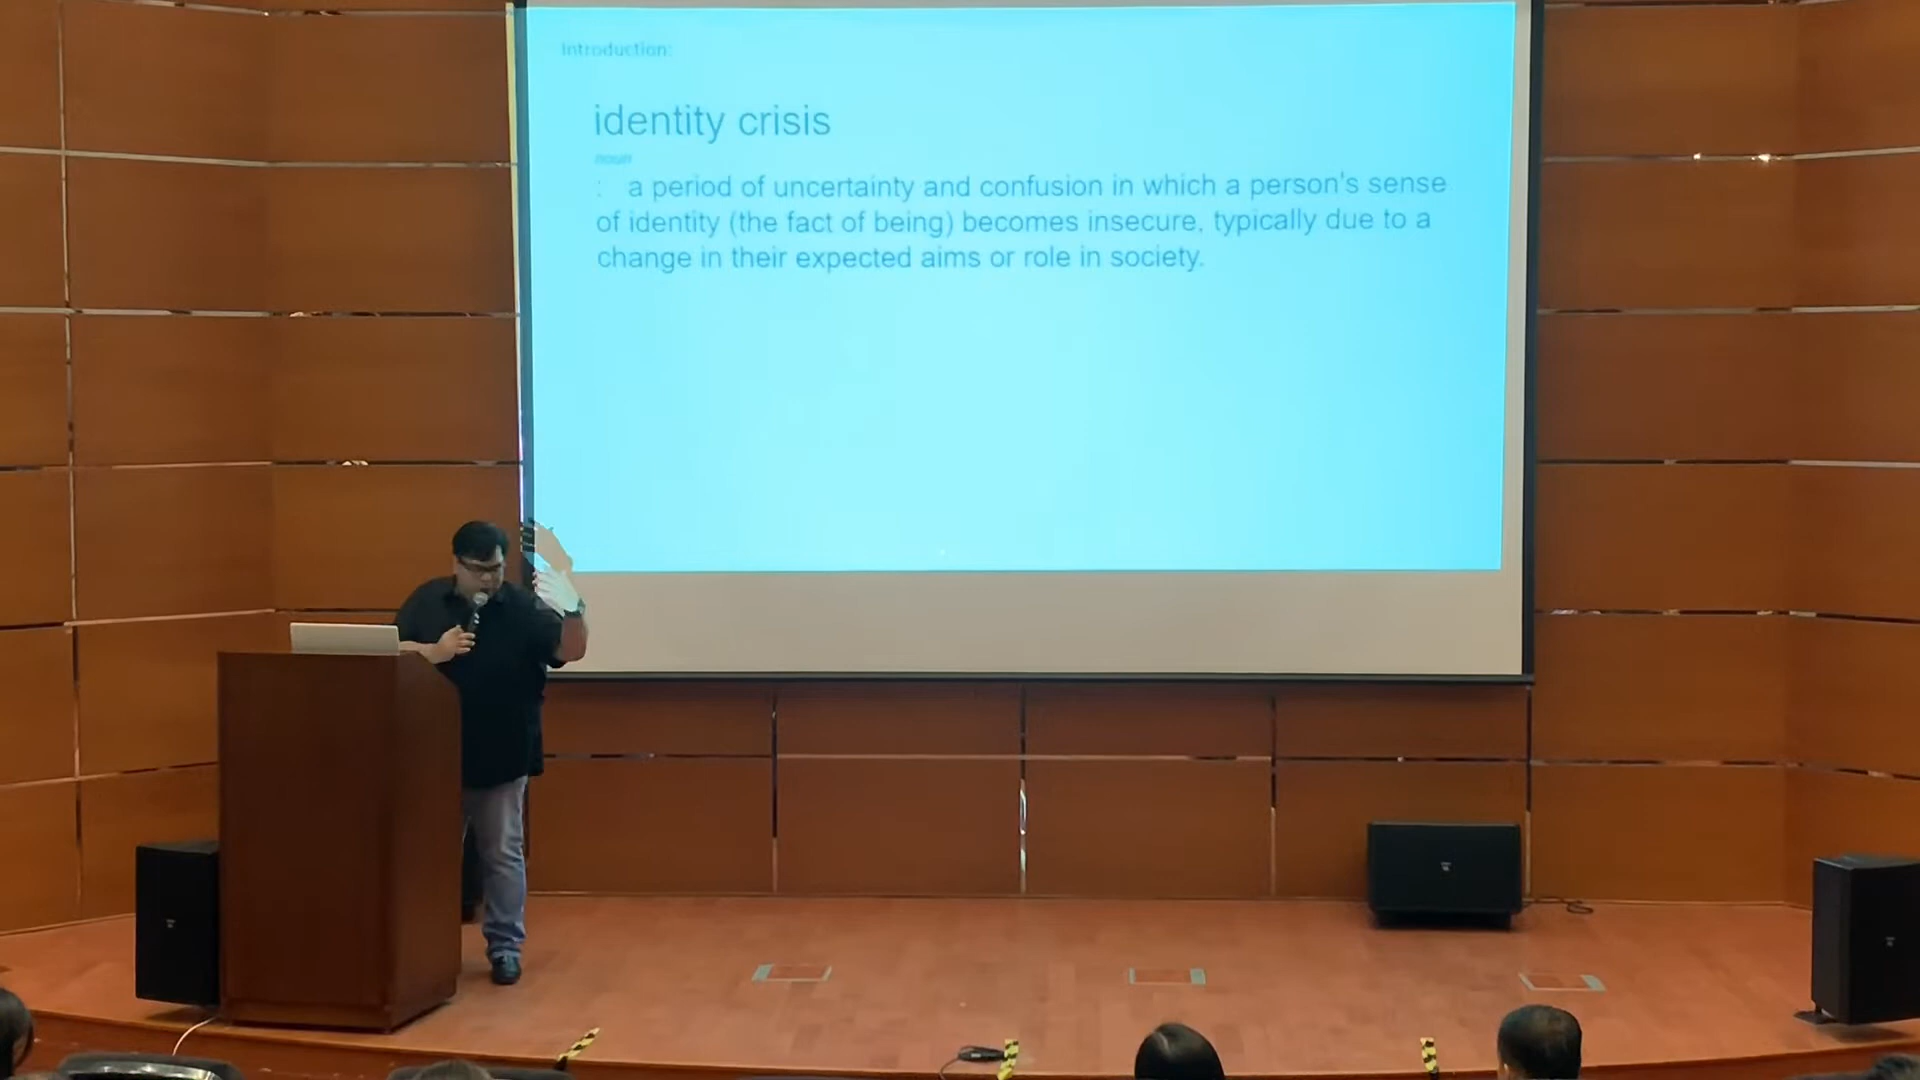 Introduction:
identity crisis
noun
: a period of uncertainty and confusion in which a person's sense
of identity (the fact of being) becomes insecure, typically due to a
change in their expected aims or role in society.